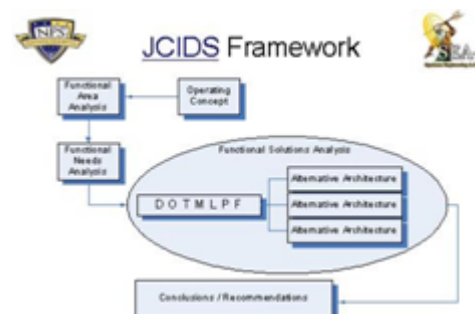 NPS
JCIDS Framework
SEA
Functional
Area
Analysis
Operating
Concept
Functional
Needs
Analysis
Functional Solutions Analysis
D O T M L P F
Alternative Architecture
Alternative Architecture
Alternative Architecture
Conclusions / Recommendations